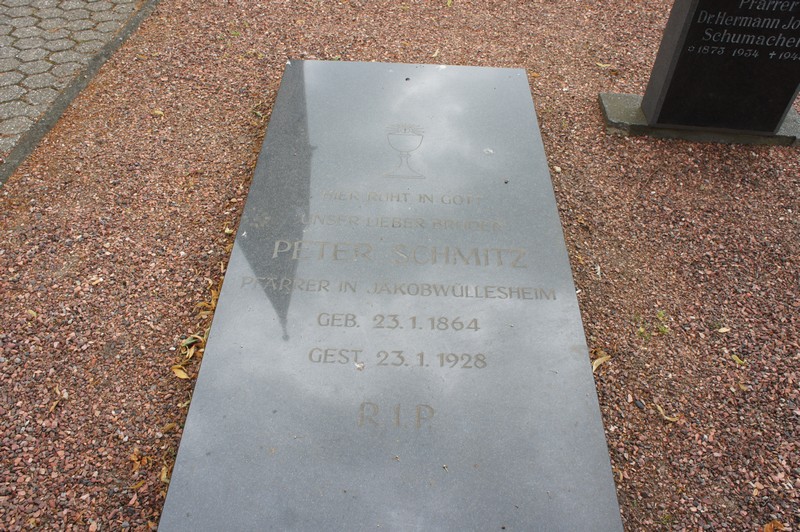 HIER RUHT IN GOTT
UNSER LIEBER BRUDER
PETER SCHMITZ
PFARRER IN JAKOBWÜLLESHEIM
GEB. 23.1.1864
GEST. 23.1.1928
R.I.P.
Pfarrer
Dr. Hermann
Schumacher